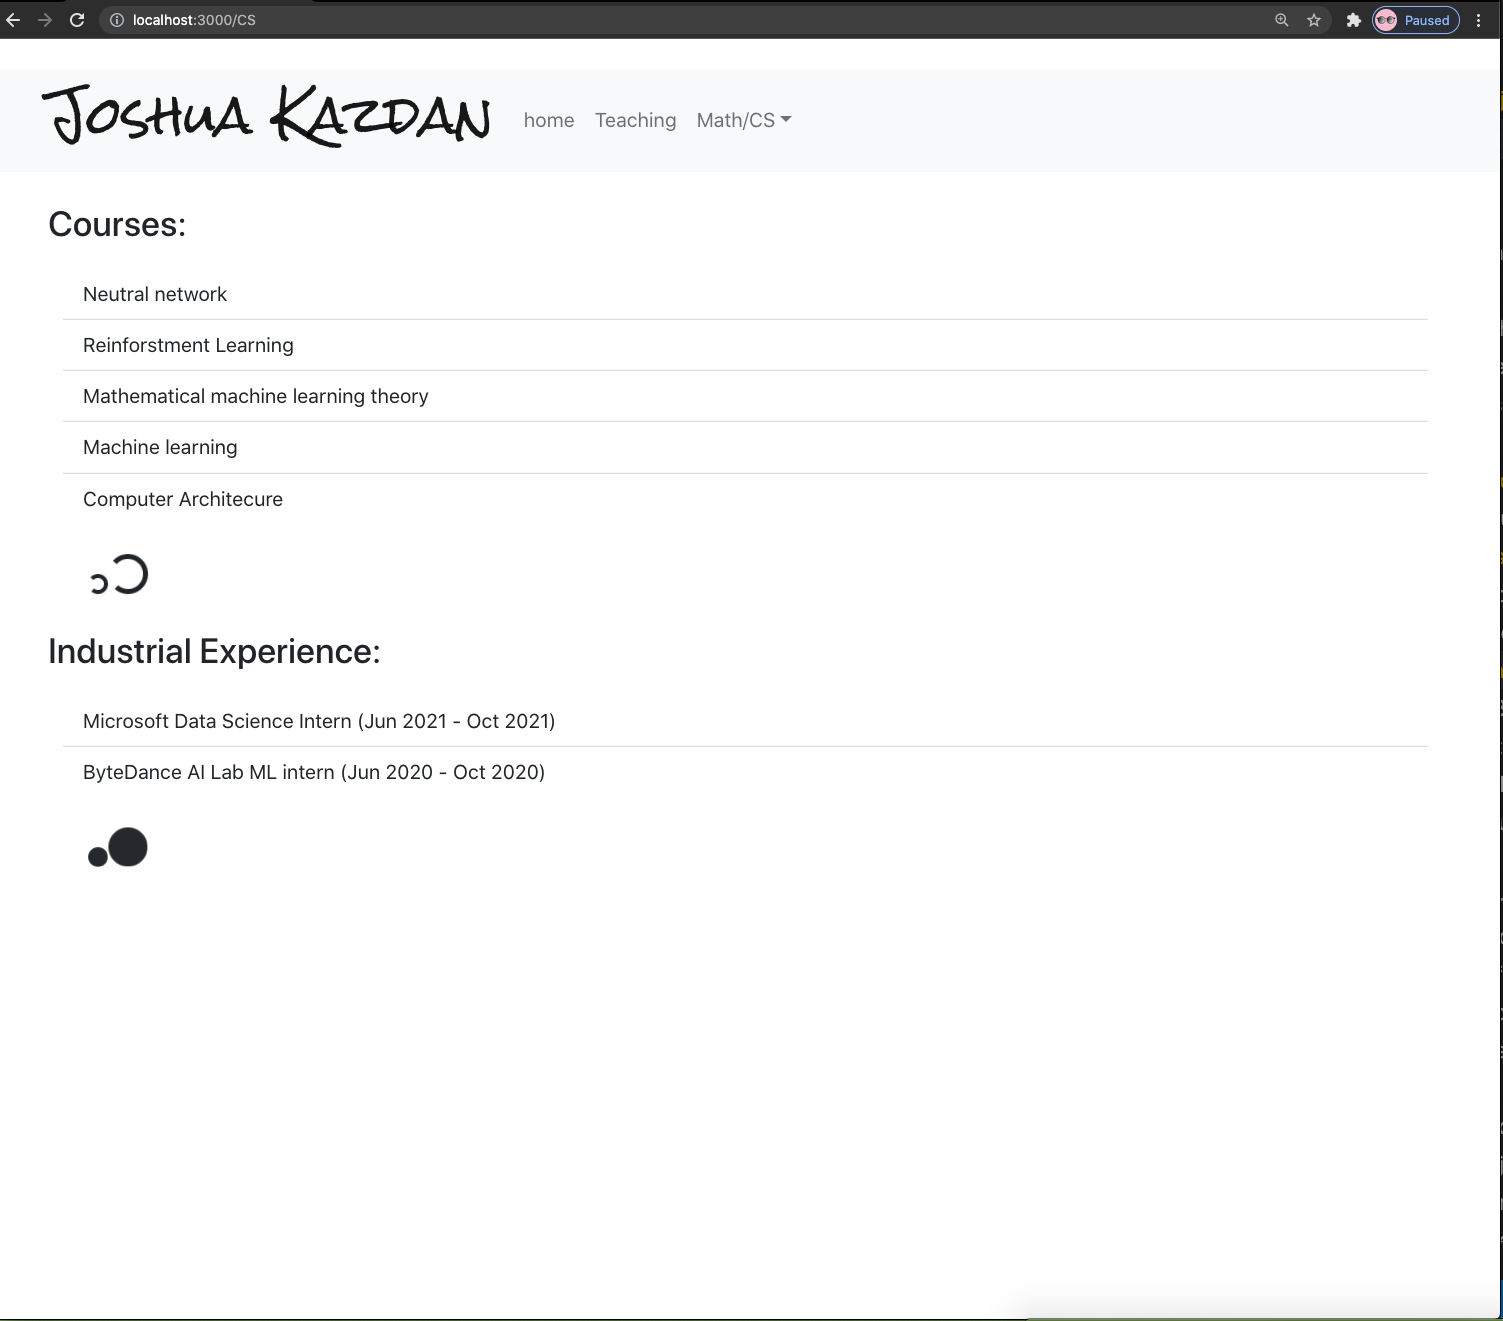 localhost:3000/CS
Paused
Joshua Kazdan home Teaching Math/CS
Courses:
Neutral network
Reinforstment Learning
Mathematical machine learning theory
Machine learning
Computer Architecure
Industrial Experience:
Microsoft Data Science Intern (Jun 2021 - Oct 2021)
ByteDance AI Lab ML intern (Jun 2020 - Oct 2020)